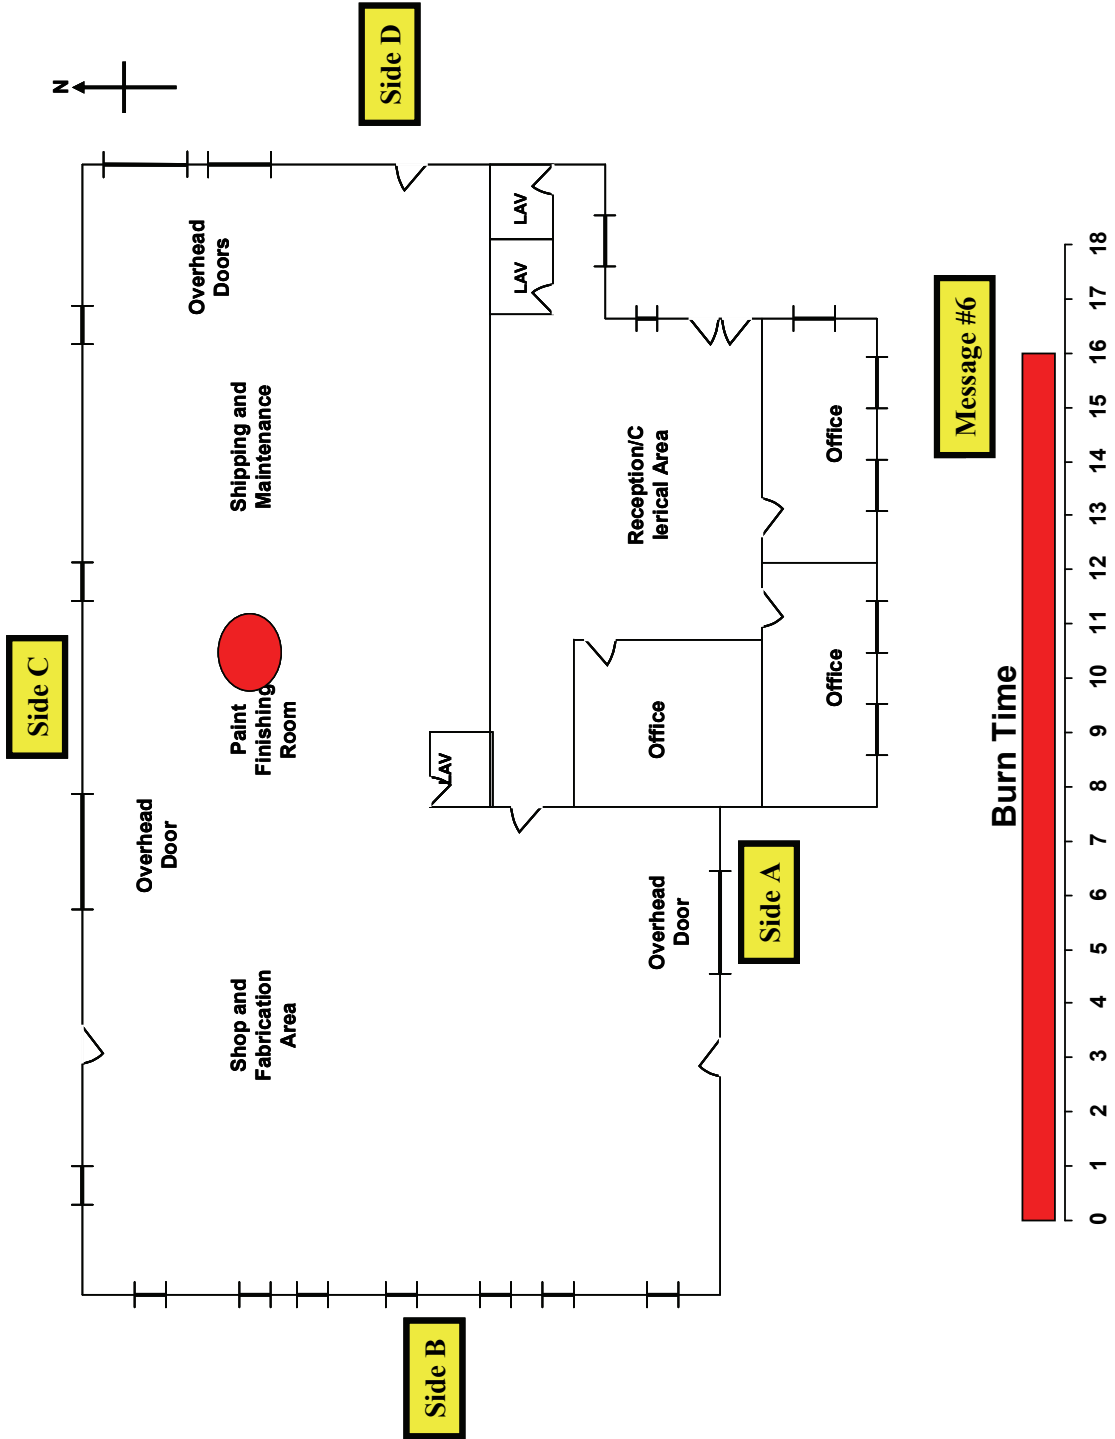 Side C
N
Side D
Overhead
Door
Overhead
Doors
Shop and
Fabrication
Area
Paint
Finishing
Room
Shipping and
Maintenance
LAV
LAV
LAV
Side B
Overhead
Door
Office
Reception/C
lerical Area
Side A
Office
Office
Message #6
Burn Time
0 1 2 3 4 5 6 7 8 9 10 11 12 13 14 15 16 17 18